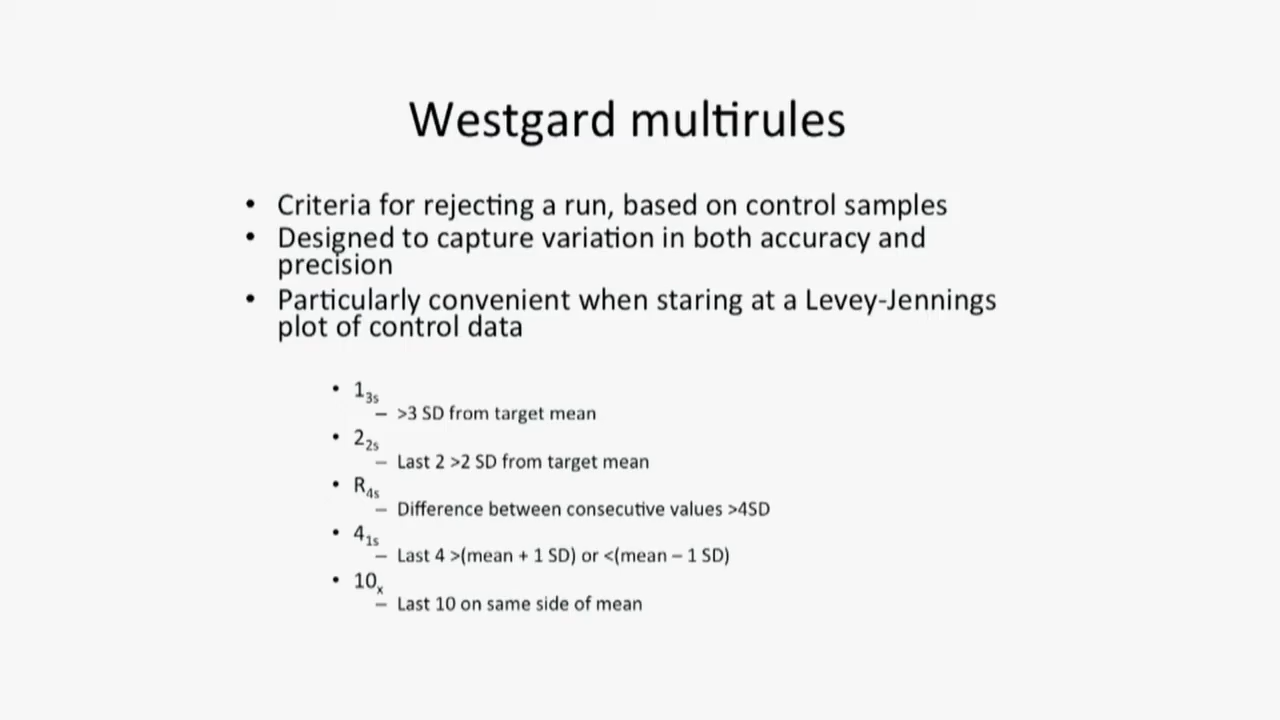 Westgard multirules
• Criteria for rejecting a run, based on control samples
• Designed to capture variation in both accuracy and
precision
• Particularly convenient when staring at a Levey-Jennings
plot of control data
• 1₃ₛ
– >3 SD from target mean
• 2₂ₛ
– Last 2 >2 SD from target mean
• R₄ₛ
– Difference between consecutive values >4SD
• 4₁ₛ
– Last 4 >(mean + 1 SD) or <(mean – 1 SD)
• 10ₓ
– Last 10 on same side of mean